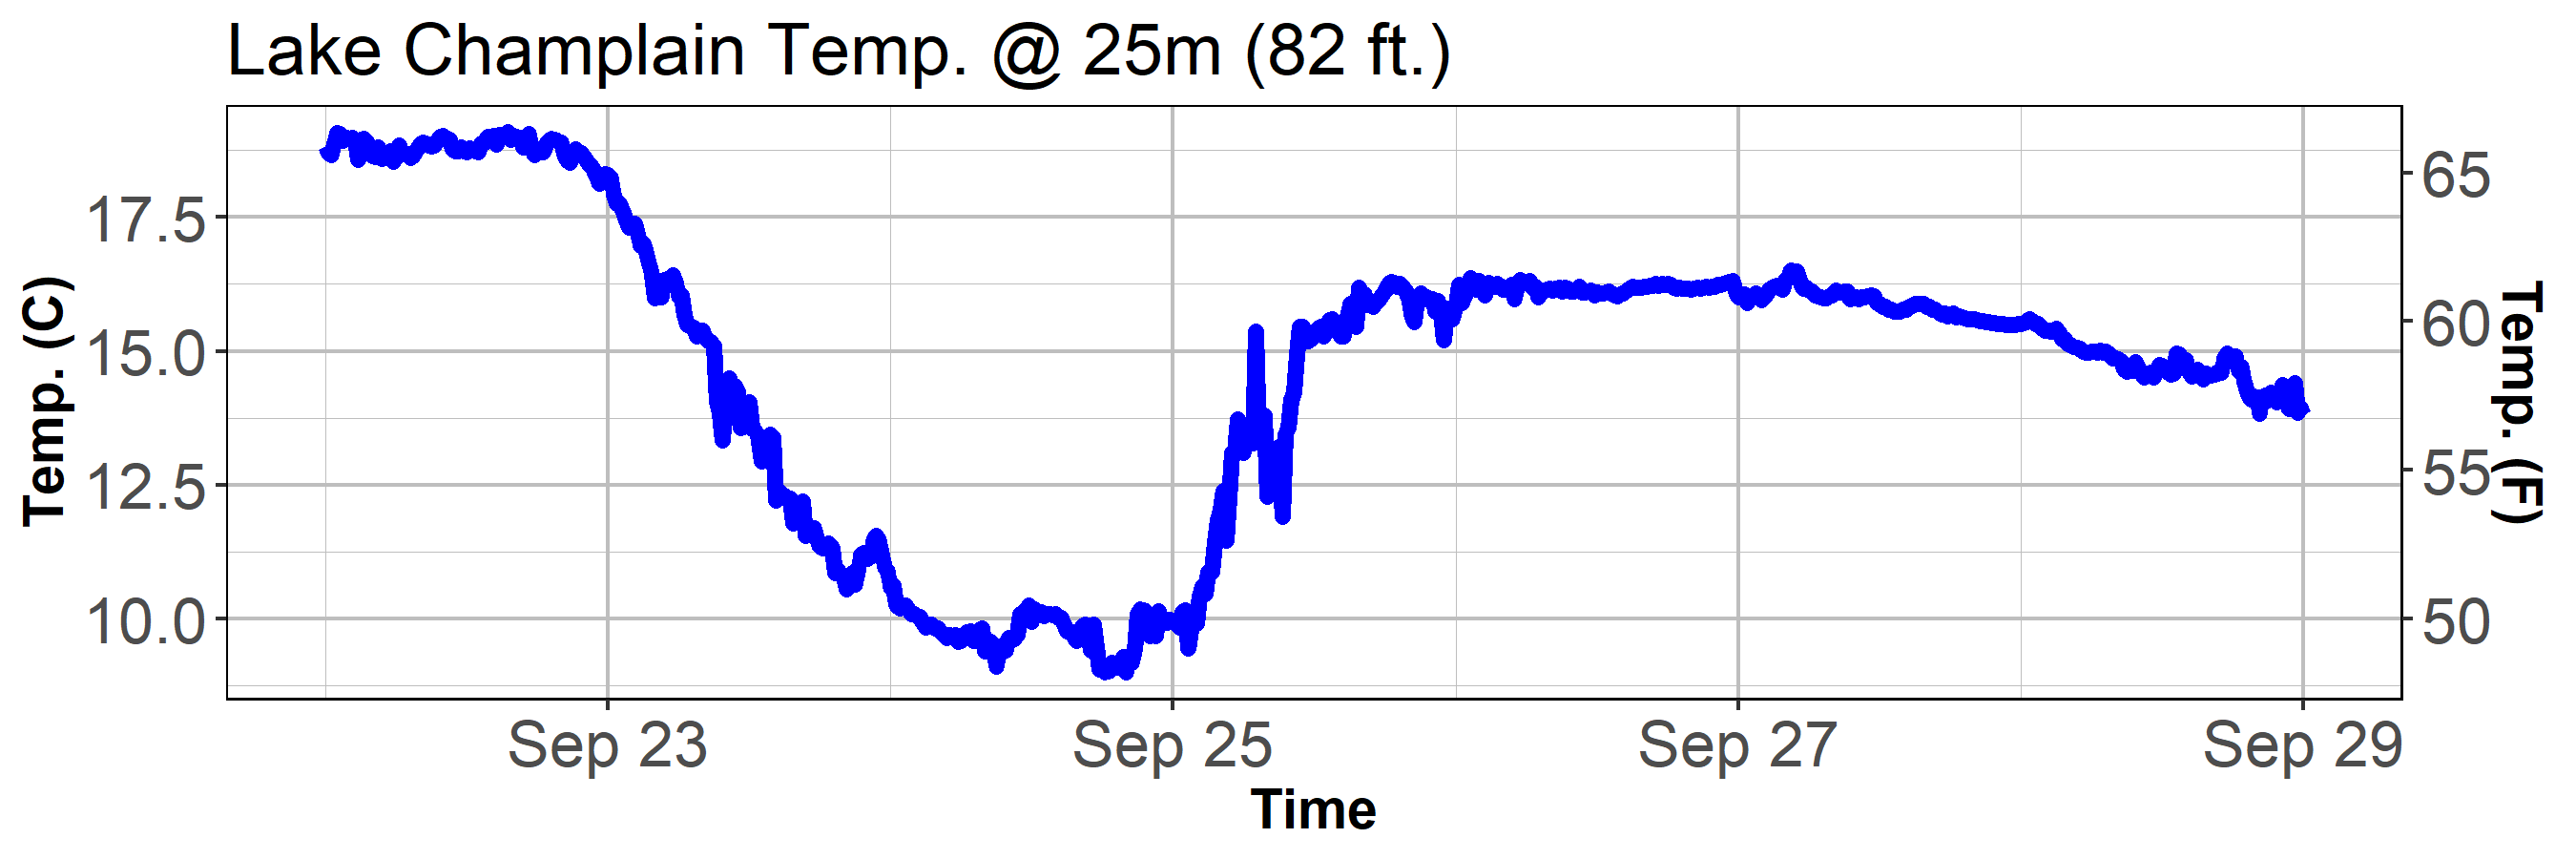 Lake Champlain Temp. @ 25m (82 ft.)
Temp. (C)
17.5
15.0
12.5
10.0
65
60
55
50
Temp. (F)
Sep 23
Sep 25
Sep 27
Sep 29
Time